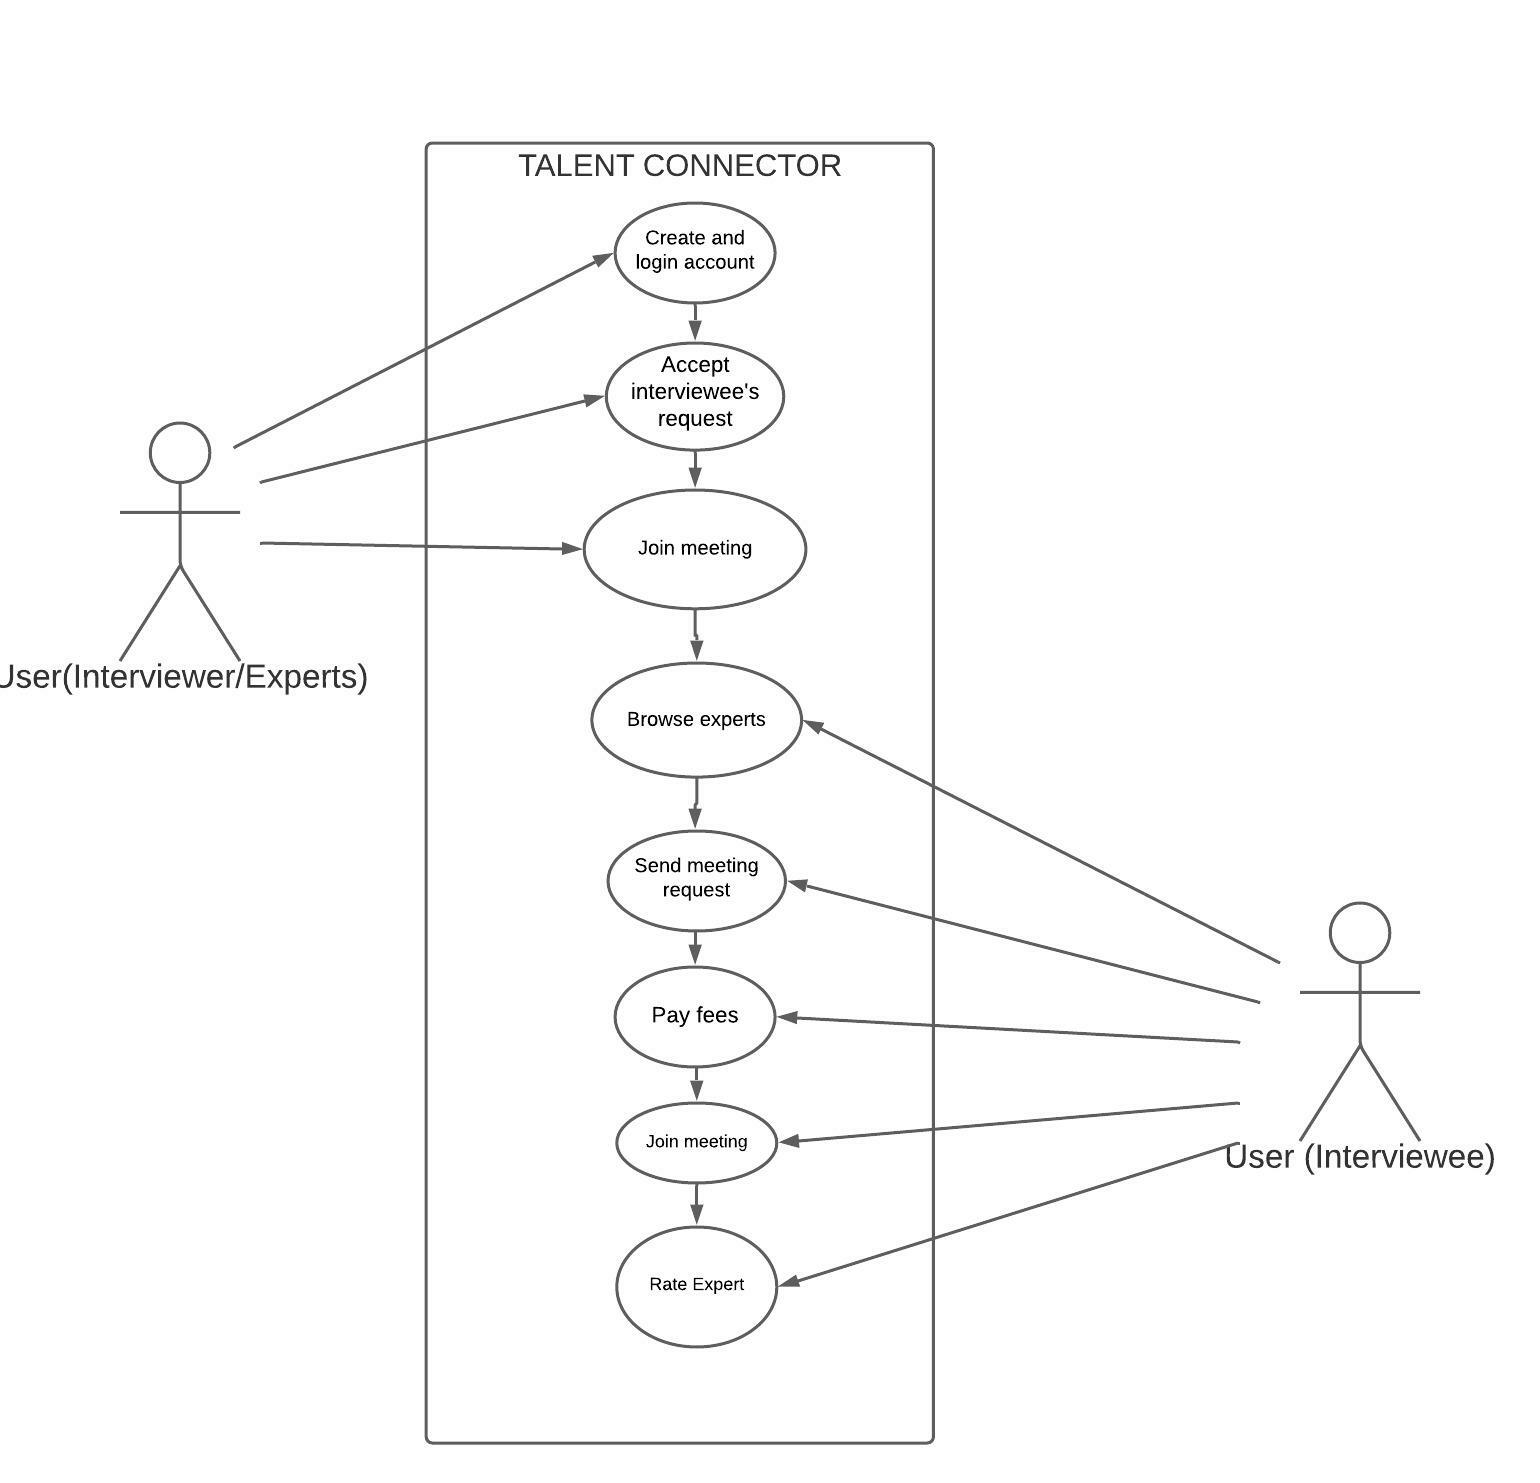 TALENT CONNECTOR
Create and
login account
Accept
interviewee's
request
Join meeting
User(Interviewer/Experts)
Browse experts
Send meeting
request
Pay fees
Join meeting
User (Interviewee)
Rate Expert